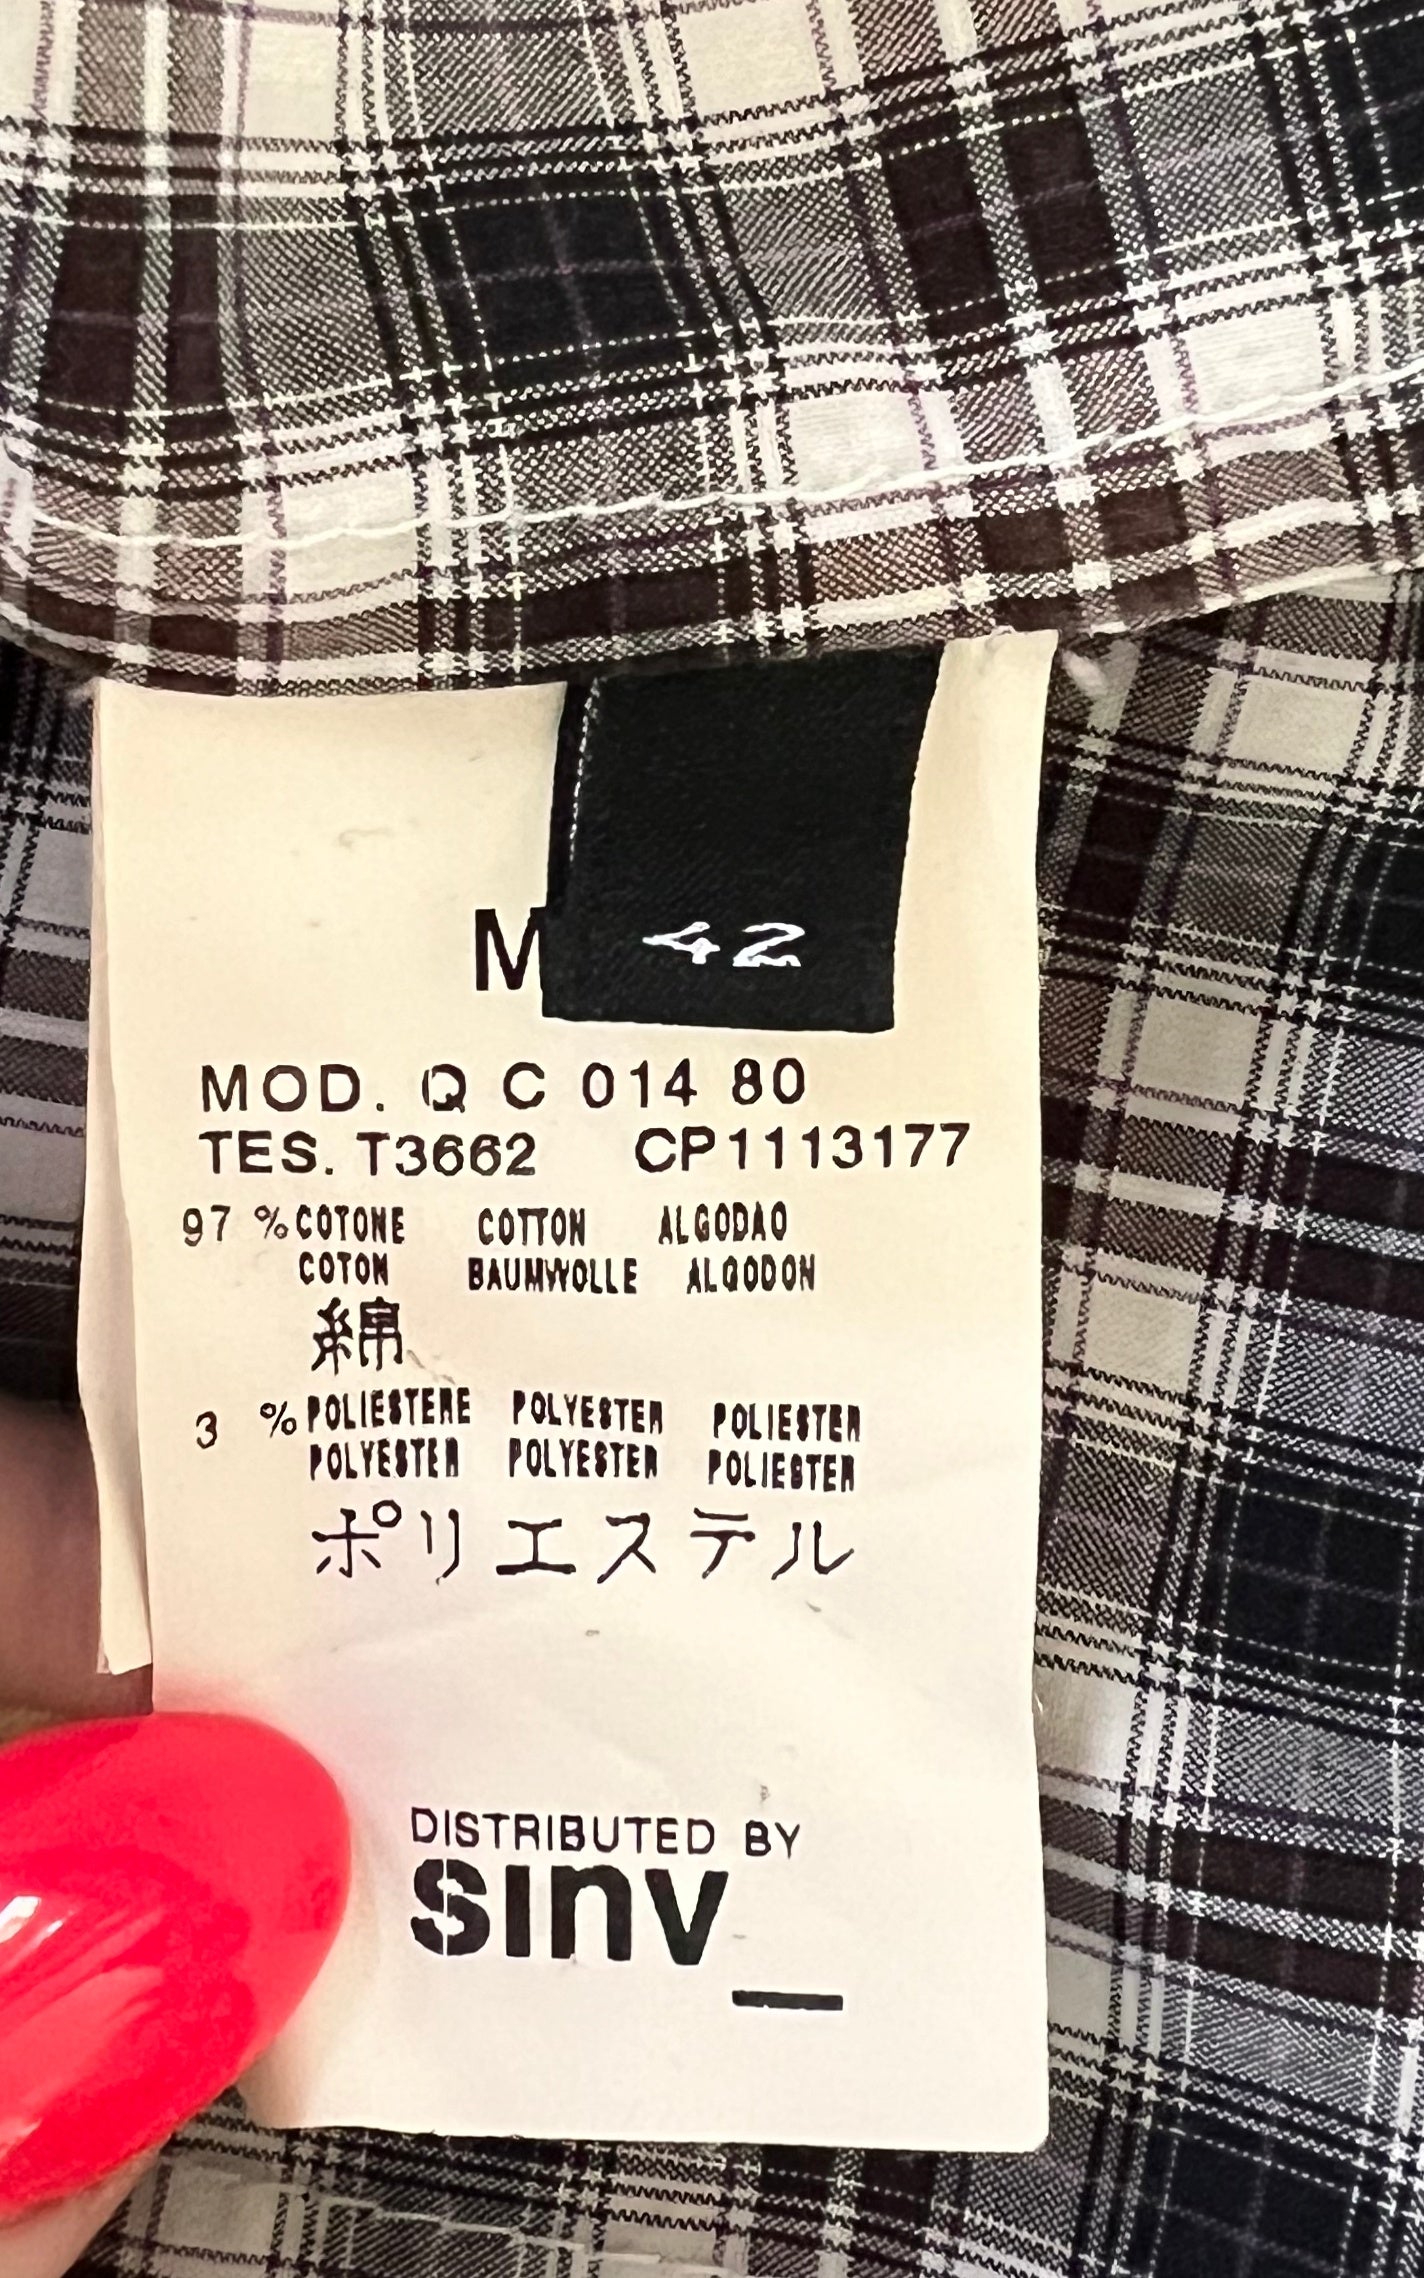 42
MOD. Q C 014 80
TES. T3662 CP1113177
97 % COTONE COTTON ALGODAO
COTON BAUMWOLLE ALGODON
綿
3 % POLIESTERE POLYESTER POLIESTER
POLYESTER POLYESTER POLIESTER
ポリエステル
DISTRIBUTED BY
sinv_